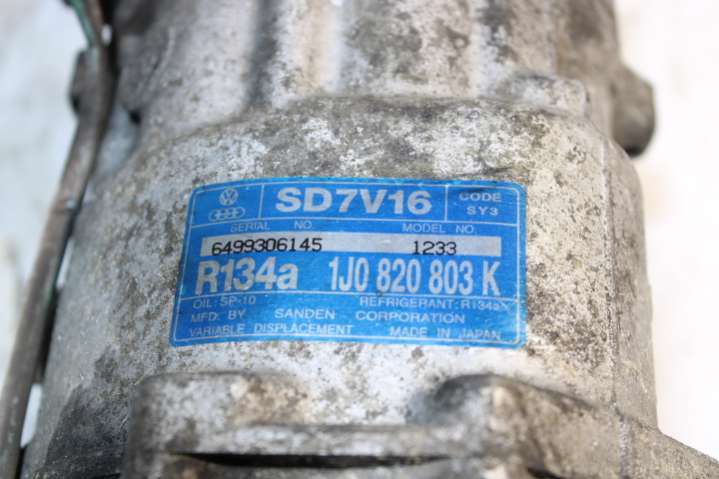 SD7V16
CODE
SY3
SERIAL NO.
MODEL NO.
6499306145
1233
R134a
1J0 820 803 K
OIL: SP-10
REFRIGERANT: R134a
MFD. BY SANDEN CORPORATION
VARIABLE DISPLACEMENT
MADE IN JAPAN